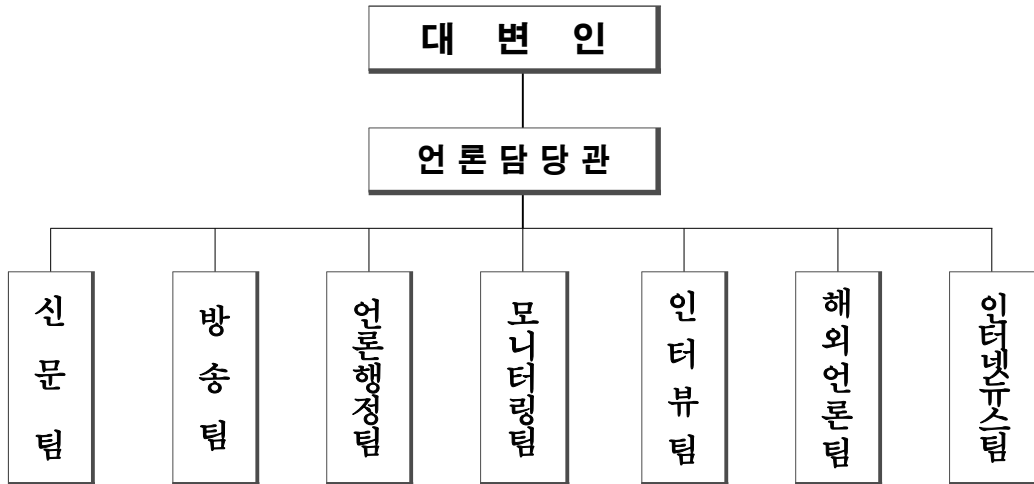 대 변 인
언론담당관
신문팀
방송팀
언론행정팀
모니터링팀
인터뷰팀
해외언론팀
인터넷뉴스팀